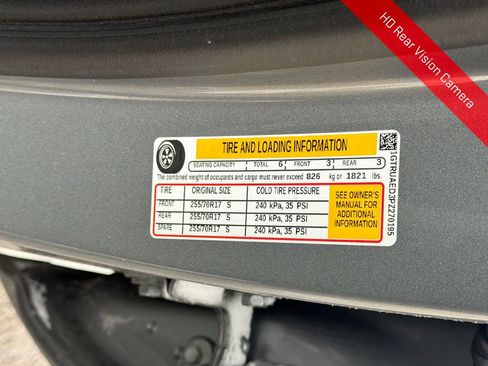 HD Rear Vision Camera
TIRE AND LOADING INFORMATION
SEATING CAPACITY TOTAL 6 FRONT 3 REAR 3
The combined weight of occupants and cargo must never exceed 826 kg or 1821 lbs.
TIRE ORIGINAL SIZE COLD TIRE PRESSURE
FRONT 255/70R17 S 240 kPa, 35 PSI
REAR 255/70R17 S 240 kPa, 35 PSI
SPARE 255/70R17 S 240 kPa, 35 PSI
SEE OWNER'S
MANUAL FOR
ADDITIONAL
INFORMATION
1GTRUAED3PZ270195